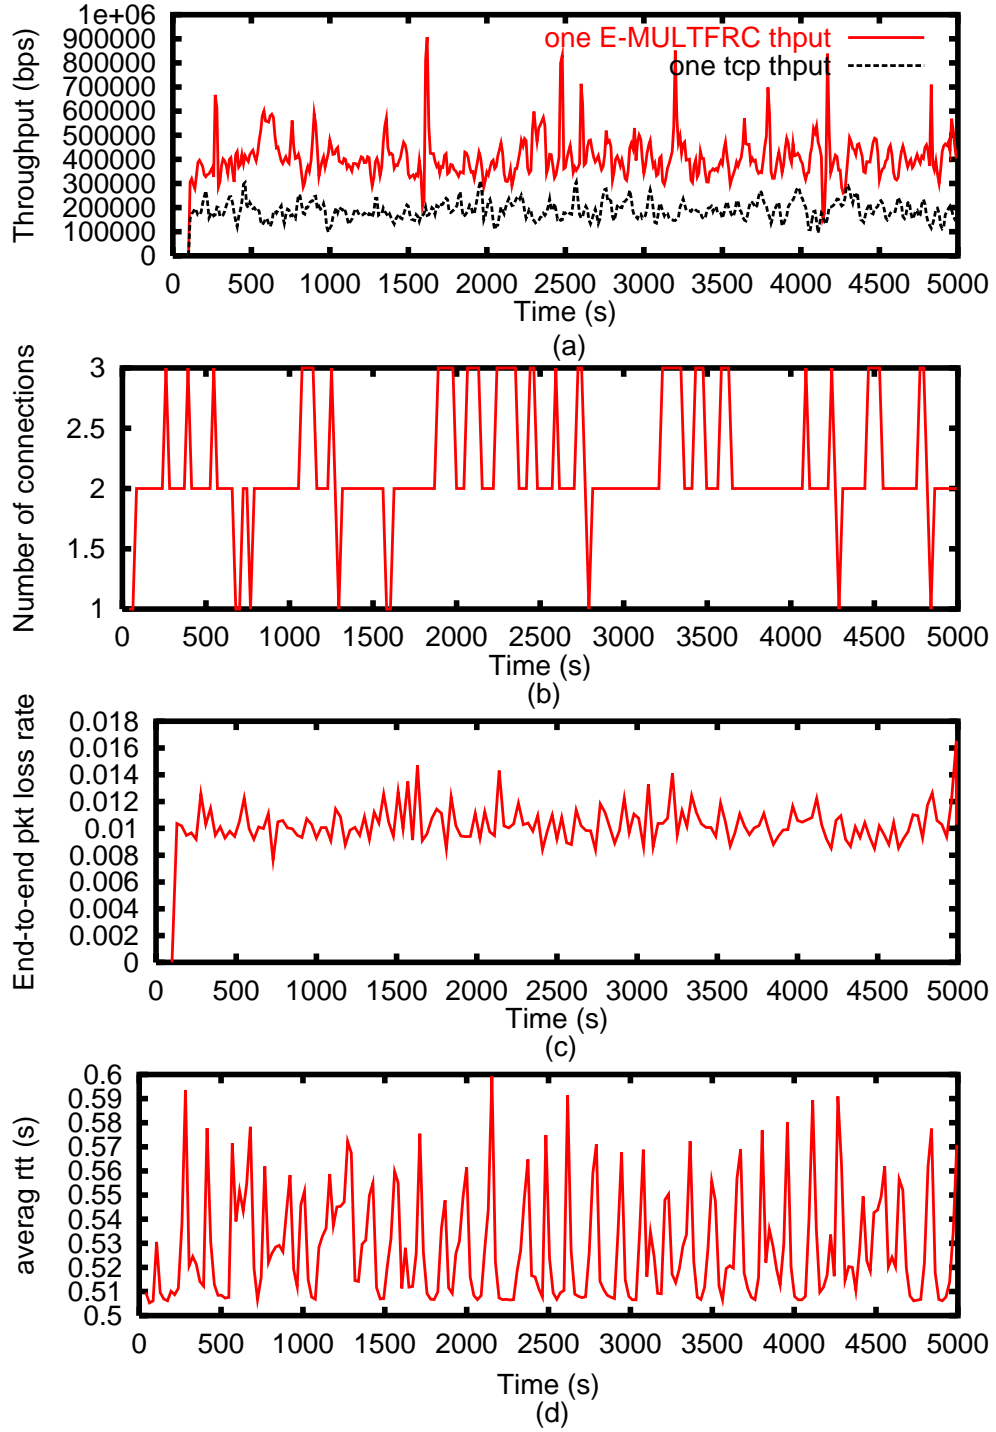 1e+06
900000
800000
700000
600000
500000
400000
300000
200000
100000
0
Throughput (bps)
one E-MULTFRC thput
one tcp thput
0 500 1000 1500 2000 2500 3000 3500 4000 4500 5000
Time (s)
(a)
3
2.5
2
1.5
1
Number of connections
0 500 1000 1500 2000 2500 3000 3500 4000 4500 5000
Time (s)
(b)
0.018
0.016
0.014
0.012
0.01
0.008
0.006
0.004
0.002
0
End-to-end pkt loss rate
0 500 1000 1500 2000 2500 3000 3500 4000 4500 5000
Time (s)
(c)
0.6
0.59
0.58
0.57
0.56
0.55
0.54
0.53
0.52
0.51
0.5
averag rtt (s)
0 500 1000 1500 2000 2500 3000 3500 4000 4500 5000
Time (s)
(d)